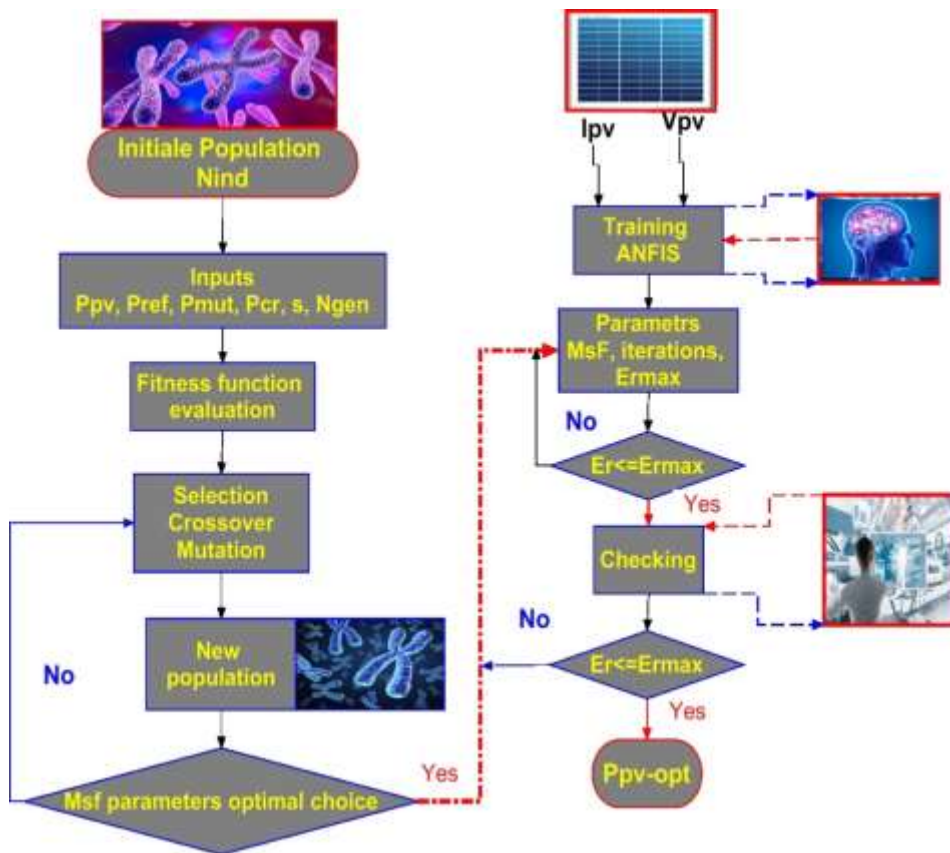 Initiale Population
Nind
Inputs
Ppv, Pref, Pmut, Pcr, s, Ngen
Fitness function
evaluation
Selection
Crossover
Mutation
New
population
No
Msf parameters optimal choice
Yes
Ipv
Vpv
Training
ANFIS
Parametrs
MsF, iterations,
Ermax
No
Er<=Ermax
Yes
Checking
No
Er<=Ermax
Yes
Ppv-opt